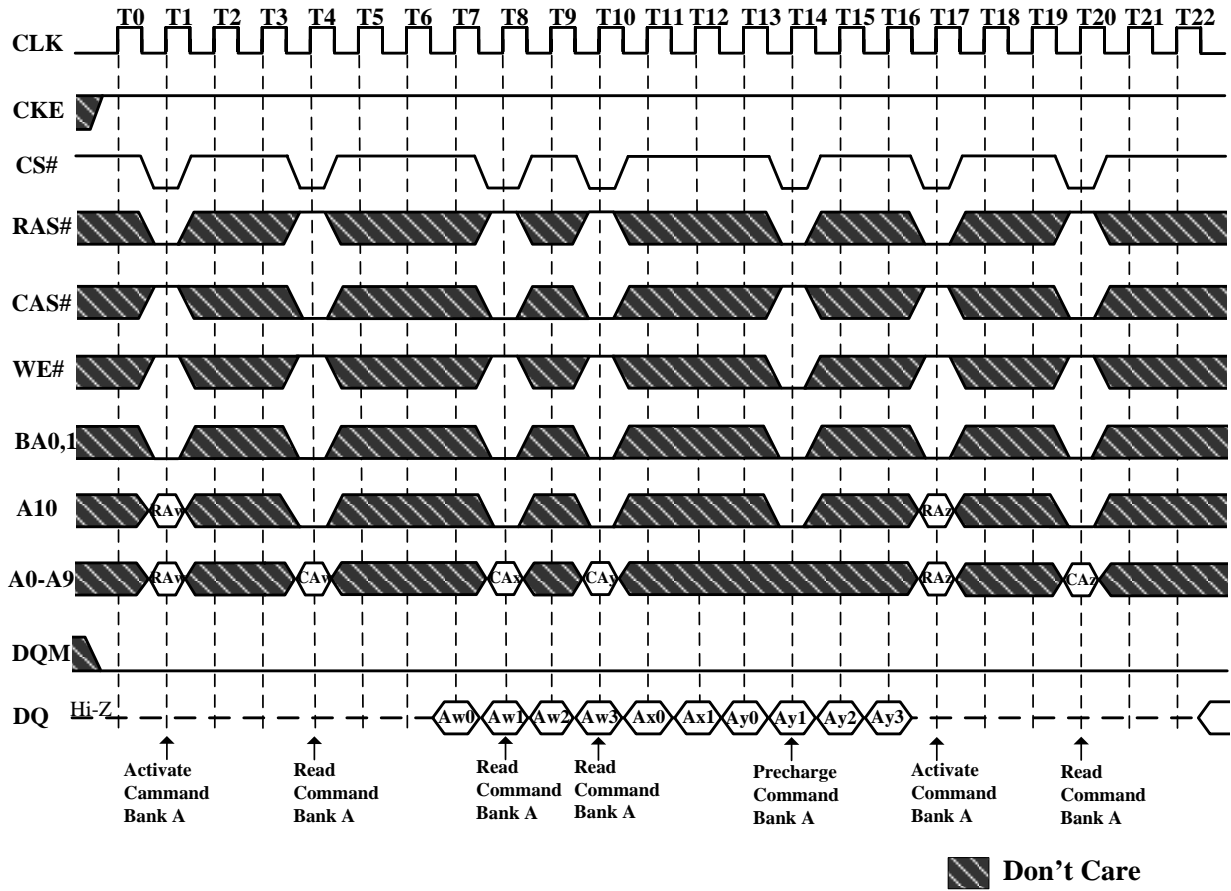 T0 T1 T2 T3 T4 T5 T6 T7 T8 T9 T10 T11 T12 T13 T14 T15 T16 T17 T18 T19 T20 T21 T22
CLK
CKE
CS#
RAS#
CAS#
WE#
BA0,1
A10 RAw RAz
A0-A9 RAw CAw CAx CAy RAz CAz
DQM
DQ Hi-Z Aw0 Aw1 Aw2 Aw3 Ax0 Ax1 Ay0 Ay1 Ay2 Ay3
Activate
Cammand
Bank A
Read
Command
Bank A
Read
Command
Bank A
Read
Command
Bank A
Precharge
Command
Bank A
Activate
Command
Bank A
Read
Command
Bank A
Don't Care